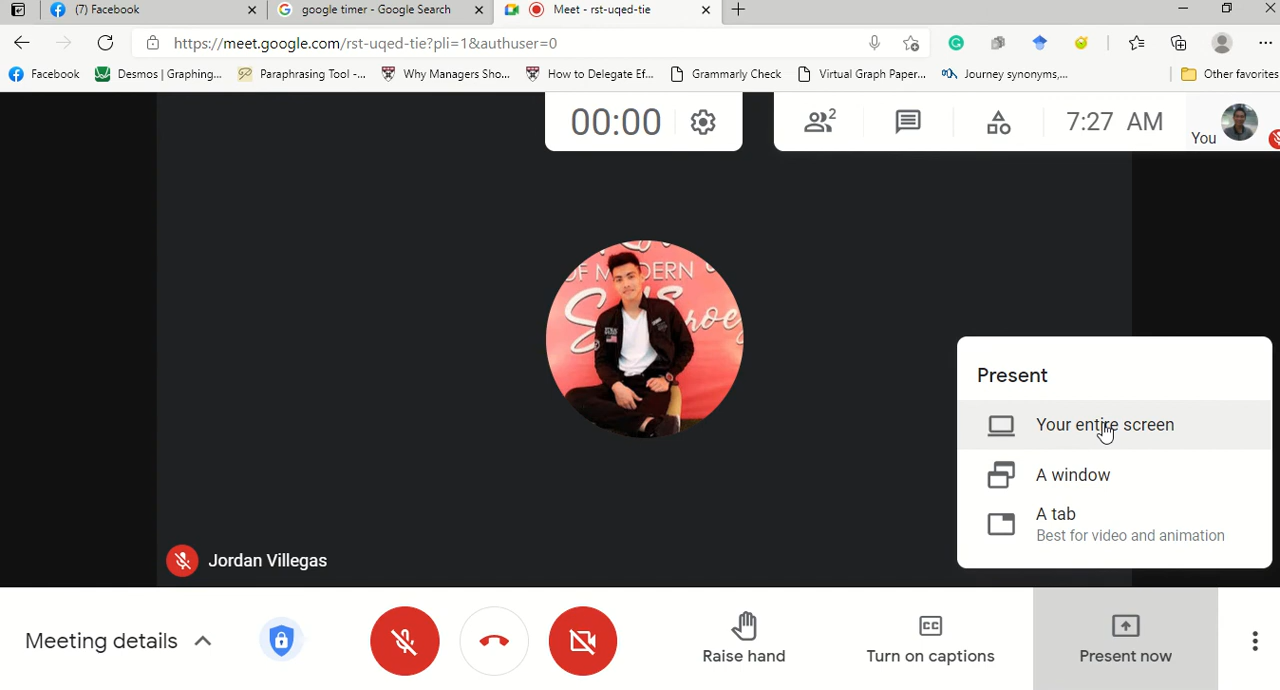 (7) Facebook
google timer - Google Search
Meet - rst-uqed-tie
https://meet.google.com/rst-uqed-tie?pli=1&authuser=0
Facebook
Desmos | Graphing...
Paraphrasing Tool -...
Why Managers Sho...
How to Delegate Ef...
Grammarly Check
Virtual Graph Paper...
Journey synonyms,...
Other favorites
00:00
2
7:27 AM
You
OF MODERN
Jordan Villegas
Present
Your entire screen
A window
A tab
Best for video and animation
Meeting details
Raise hand
CC
Turn on captions
Present now